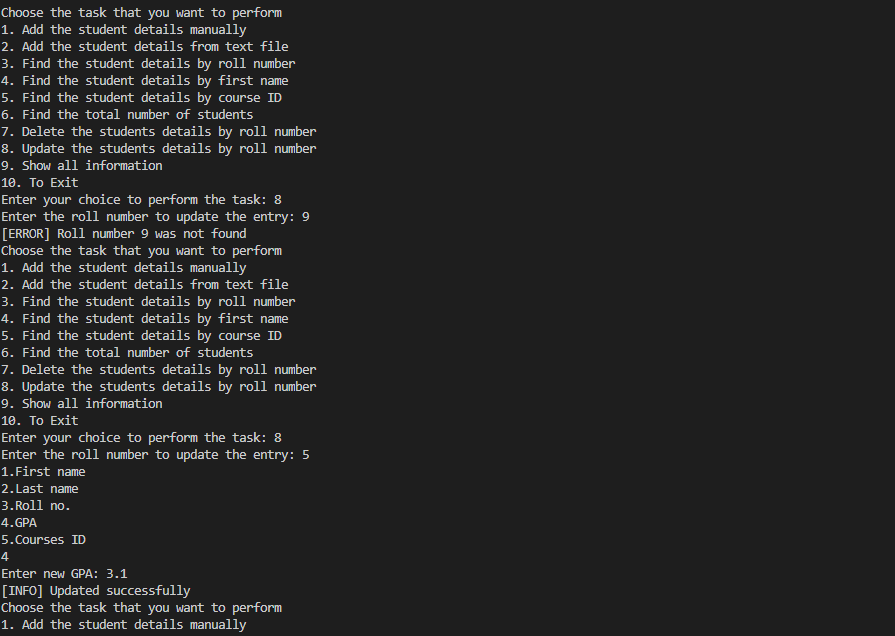 Choose the task that you want to perform
1. Add the student details manually
2. Add the student details from text file
3. Find the student details by roll number
4. Find the student details by first name
5. Find the student details by course ID
6. Find the total number of students
7. Delete the students details by roll number
8. Update the students details by roll number
9. Show all information
10. To Exit
Enter your choice to perform the task: 8
Enter the roll number to update the entry: 9
[ERROR] Roll number 9 was not found
Choose the task that you want to perform
1. Add the student details manually
2. Add the student details from text file
3. Find the student details by roll number
4. Find the student details by first name
5. Find the student details by course ID
6. Find the total number of students
7. Delete the students details by roll number
8. Update the students details by roll number
9. Show all information
10. To Exit
Enter your choice to perform the task: 8
Enter the roll number to update the entry: 5
1.First name
2.Last name
3.Roll no.
4.GPA
5.Courses ID
4
Enter new GPA: 3.1
[INFO] Updated successfully
Choose the task that you want to perform
1. Add the student details manually